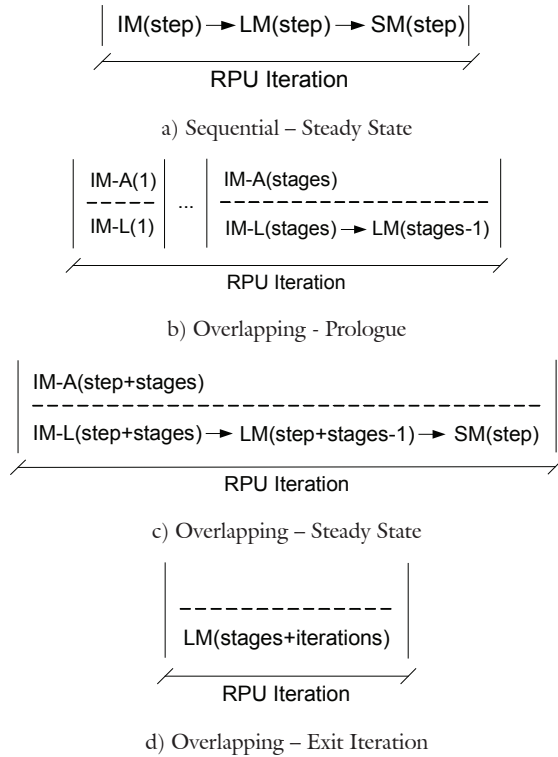 IM(step) → LM(step) → SM(step)
RPU Iteration
a) Sequential – Steady State
IM-A(1) ... IM-A(stages)
IM-L(1) IM-L(stages) → LM(stages-1)
RPU Iteration
b) Overlapping - Prologue
IM-A(step+stages)
IM-L(step+stages) → LM(step+stages-1) → SM(step)
RPU Iteration
c) Overlapping – Steady State
LM(stages+iterations)
RPU Iteration
d) Overlapping – Exit Iteration